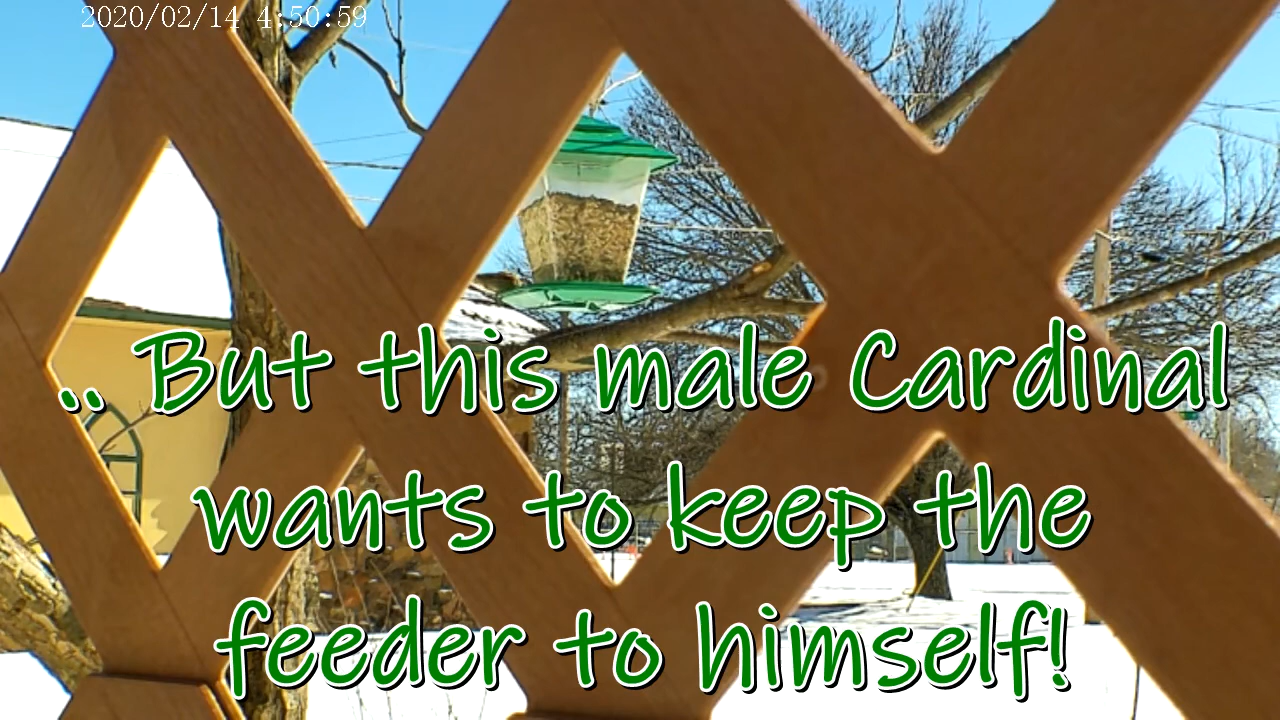 2020/02/14 4:50:59
.. But this male Cardinal
wants to keep the
feeder to himself!